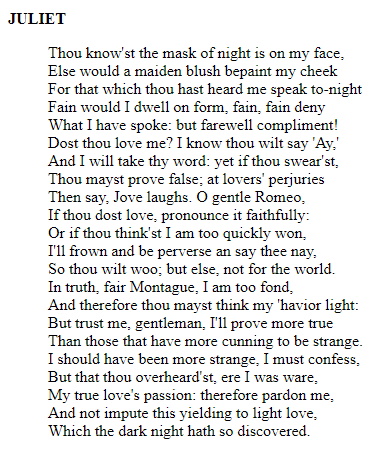 JULIET
Thou know'st the mask of night is on my face,
Else would a maiden blush bepaint my cheek
For that which thou hast heard me speak to-night
Fain would I dwell on form, fain, fain deny
What I have spoke: but farewell compliment!
Dost thou love me? I know thou wilt say 'Ay,'
And I will take thy word: yet if thou swear'st,
Thou mayst prove false; at lovers' perjuries
Then say, Jove laughs. O gentle Romeo,
If thou dost love, pronounce it faithfully:
Or if thou think'st I am too quickly won,
I'll frown and be perverse an say thee nay,
So thou wilt woo; but else, not for the world.
In truth, fair Montague, I am too fond,
And therefore thou mayst think my 'havior light:
But trust me, gentleman, I'll prove more true
Than those that have more cunning to be strange.
I should have been more strange, I must confess,
But that thou overheard'st, ere I was ware,
My true love's passion: therefore pardon me,
And not impute this yielding to light love,
Which the dark night hath so discovered.